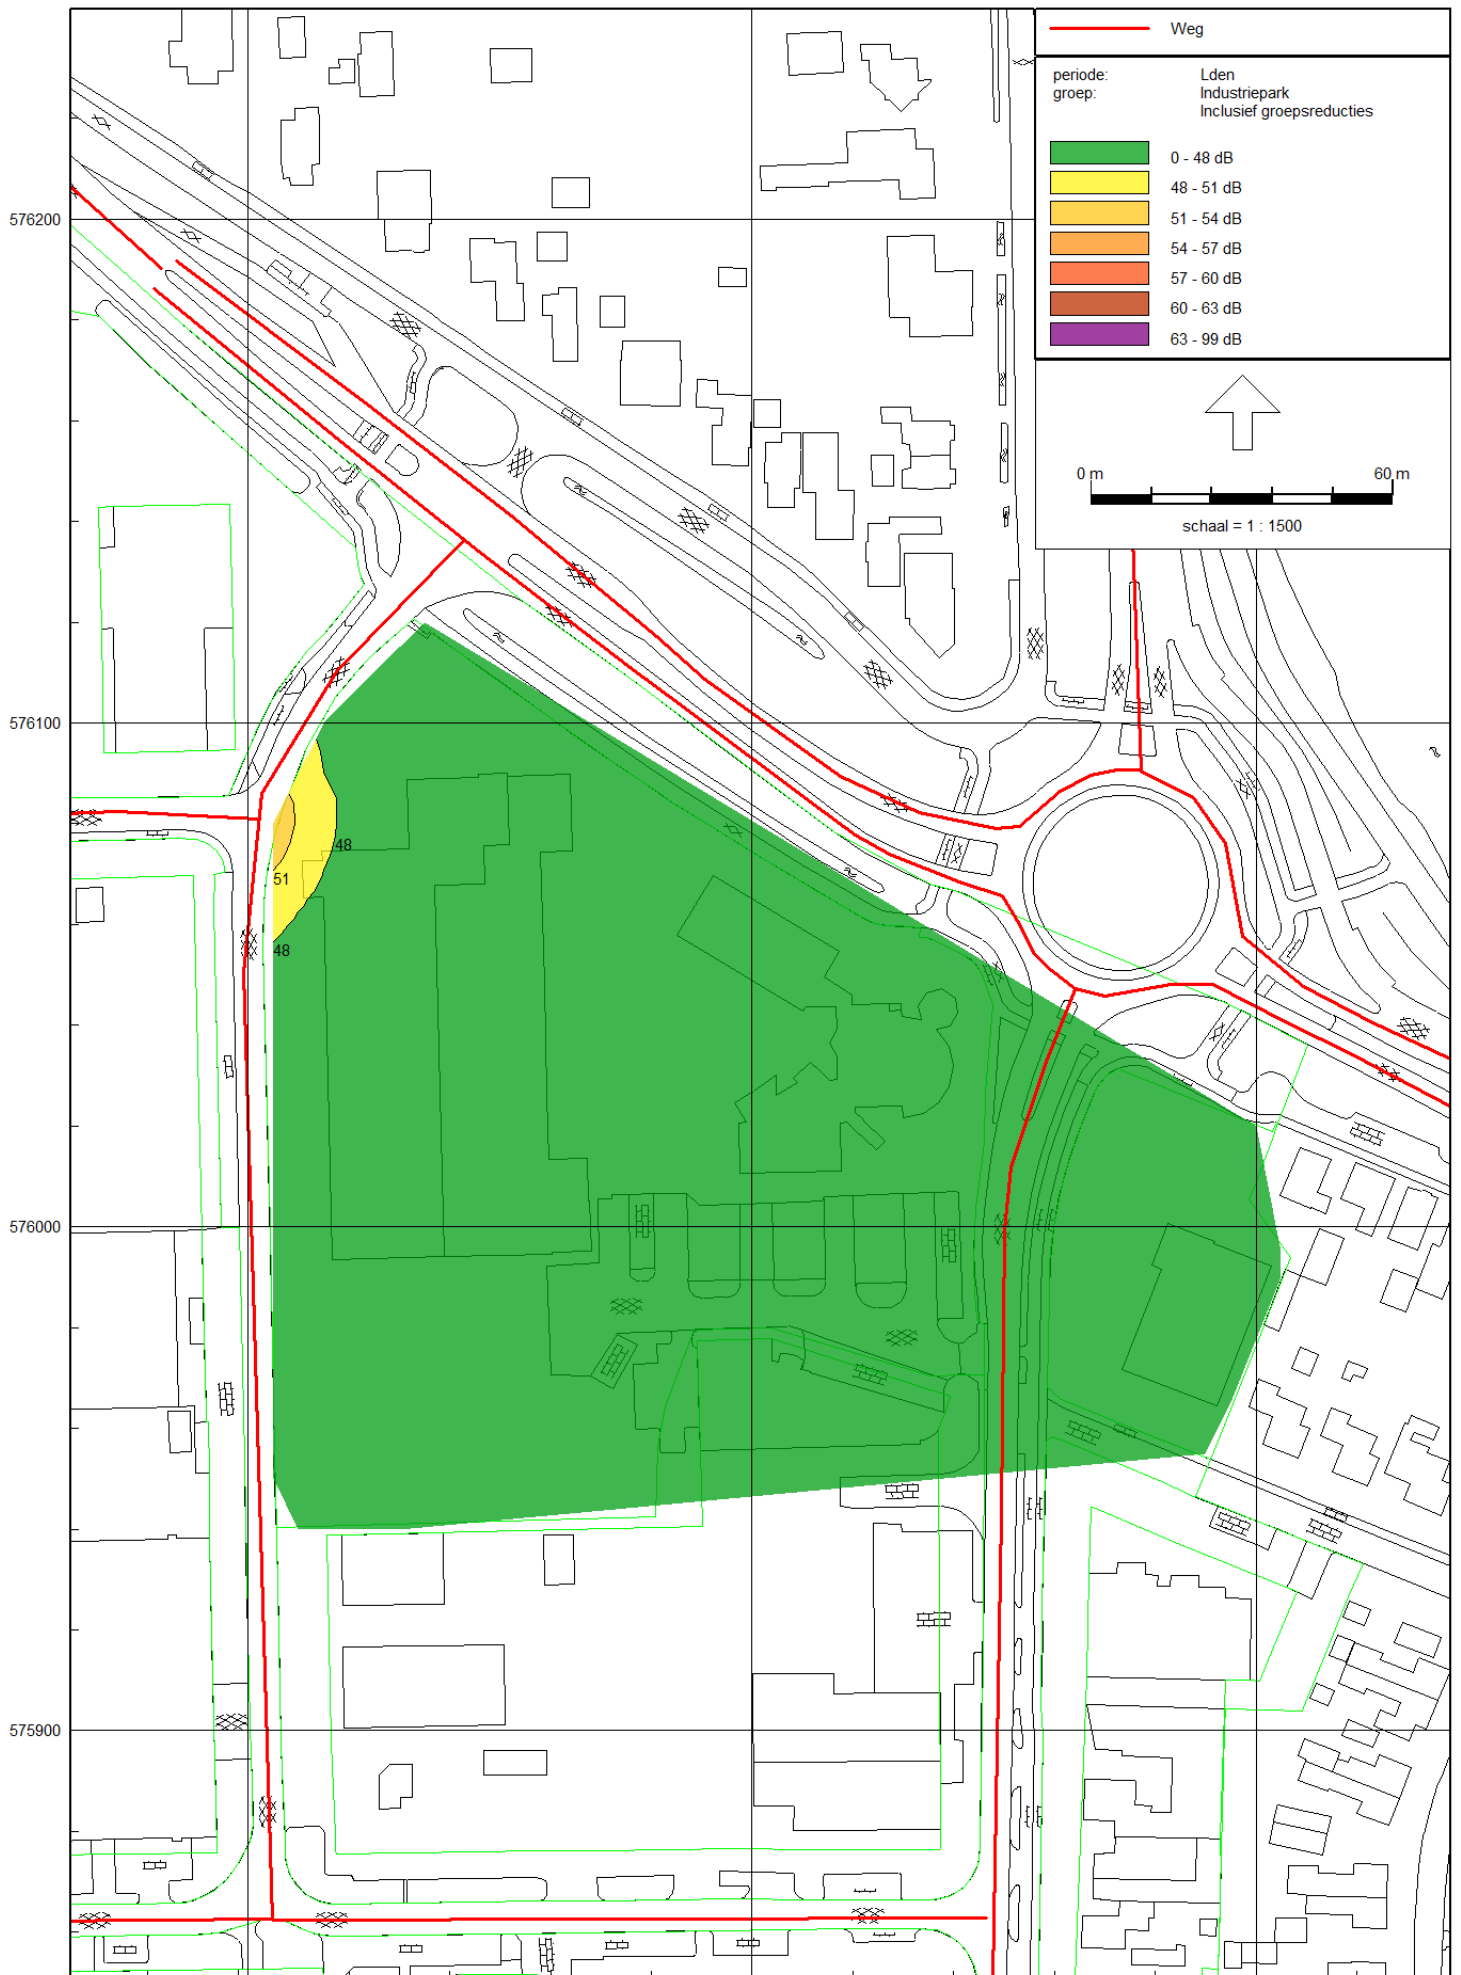 Weg
periode: Lden
groep: Industriepark
Inclusief groepsreducties
0 - 48 dB
48 - 51 dB
51 - 54 dB
54 - 57 dB
57 - 60 dB
60 - 63 dB
63 - 99 dB
0 m 60 m
schaal = 1 : 1500
576200
576100
48
51
48
576000
575900